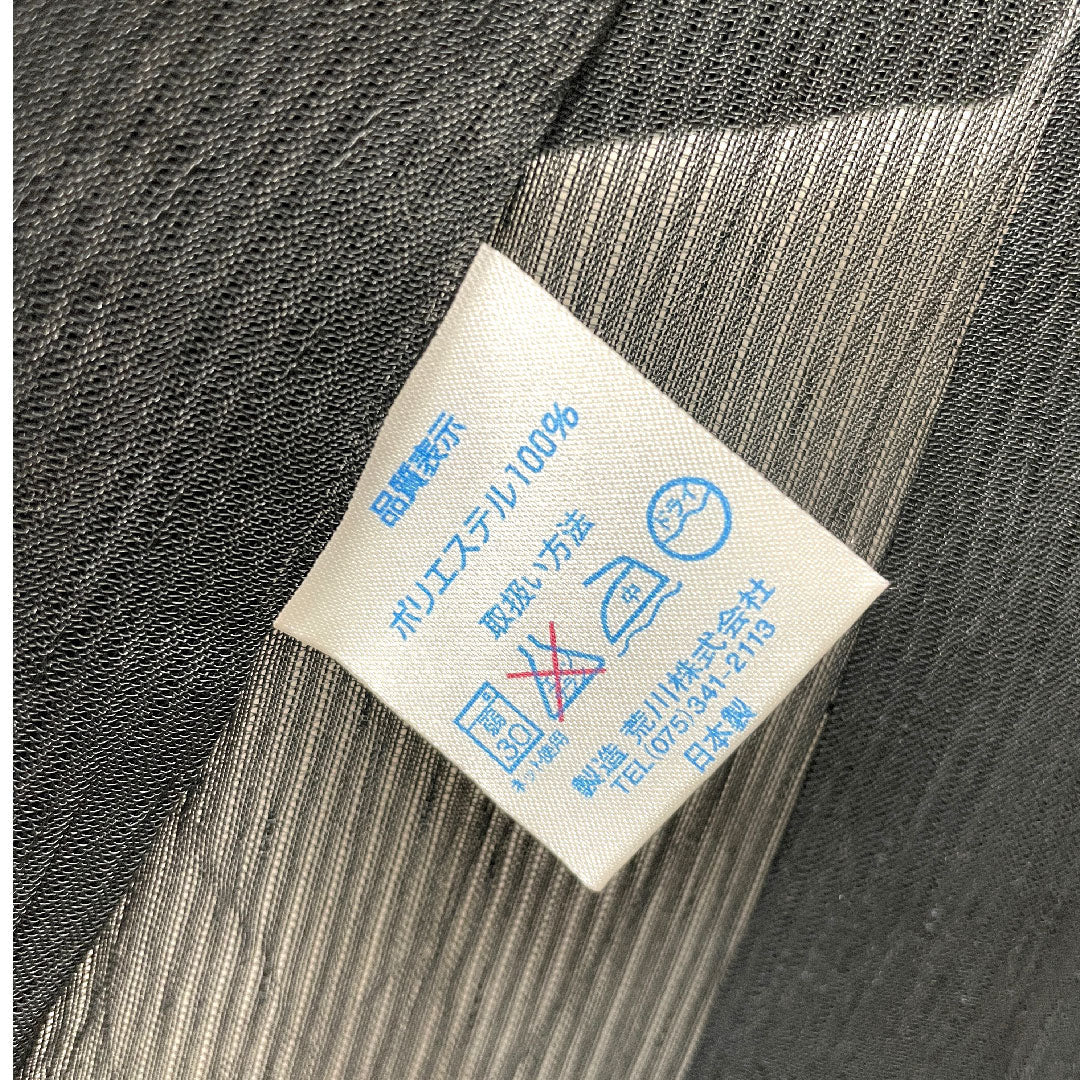 品質表示
ポリエステル100%
取扱い方法
弱
30
ネット使用
中
ドライ
製造 荒川株式会社
TEL(075)341-2113
日本製